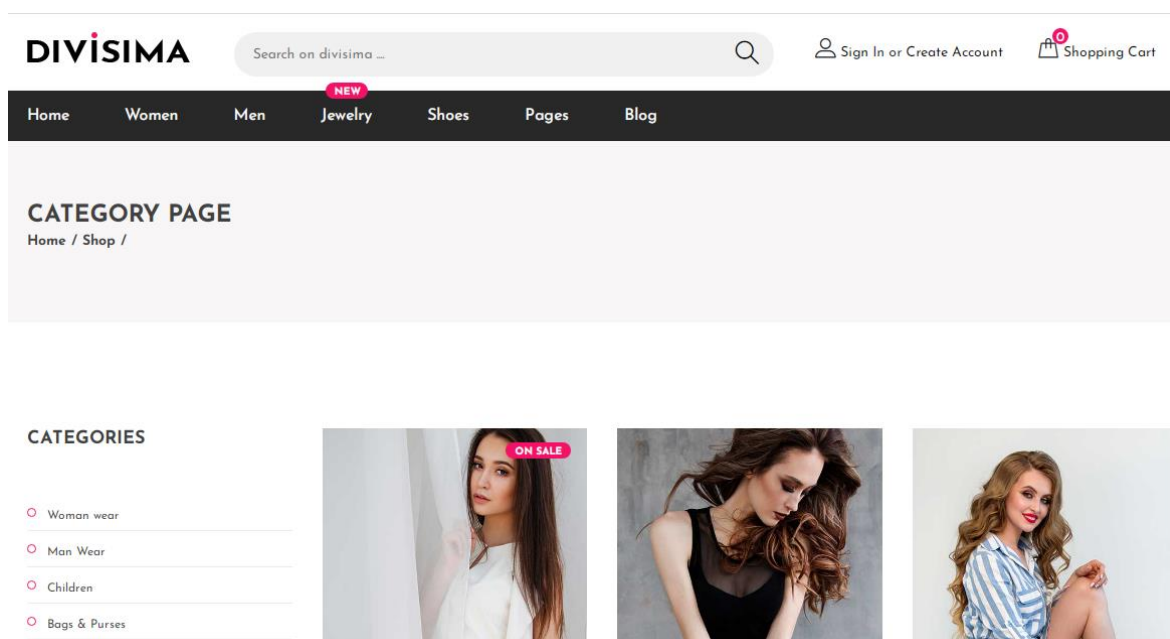 DIVISIMA
Search on divisima ...
Sign In or Create Account
0
Shopping Cart
NEW
Home Women Men Jewelry Shoes Pages Blog
CATEGORY PAGE
Home / Shop /
CATEGORIES
Woman wear
Man Wear
Children
Bags & Purses
ON SALE